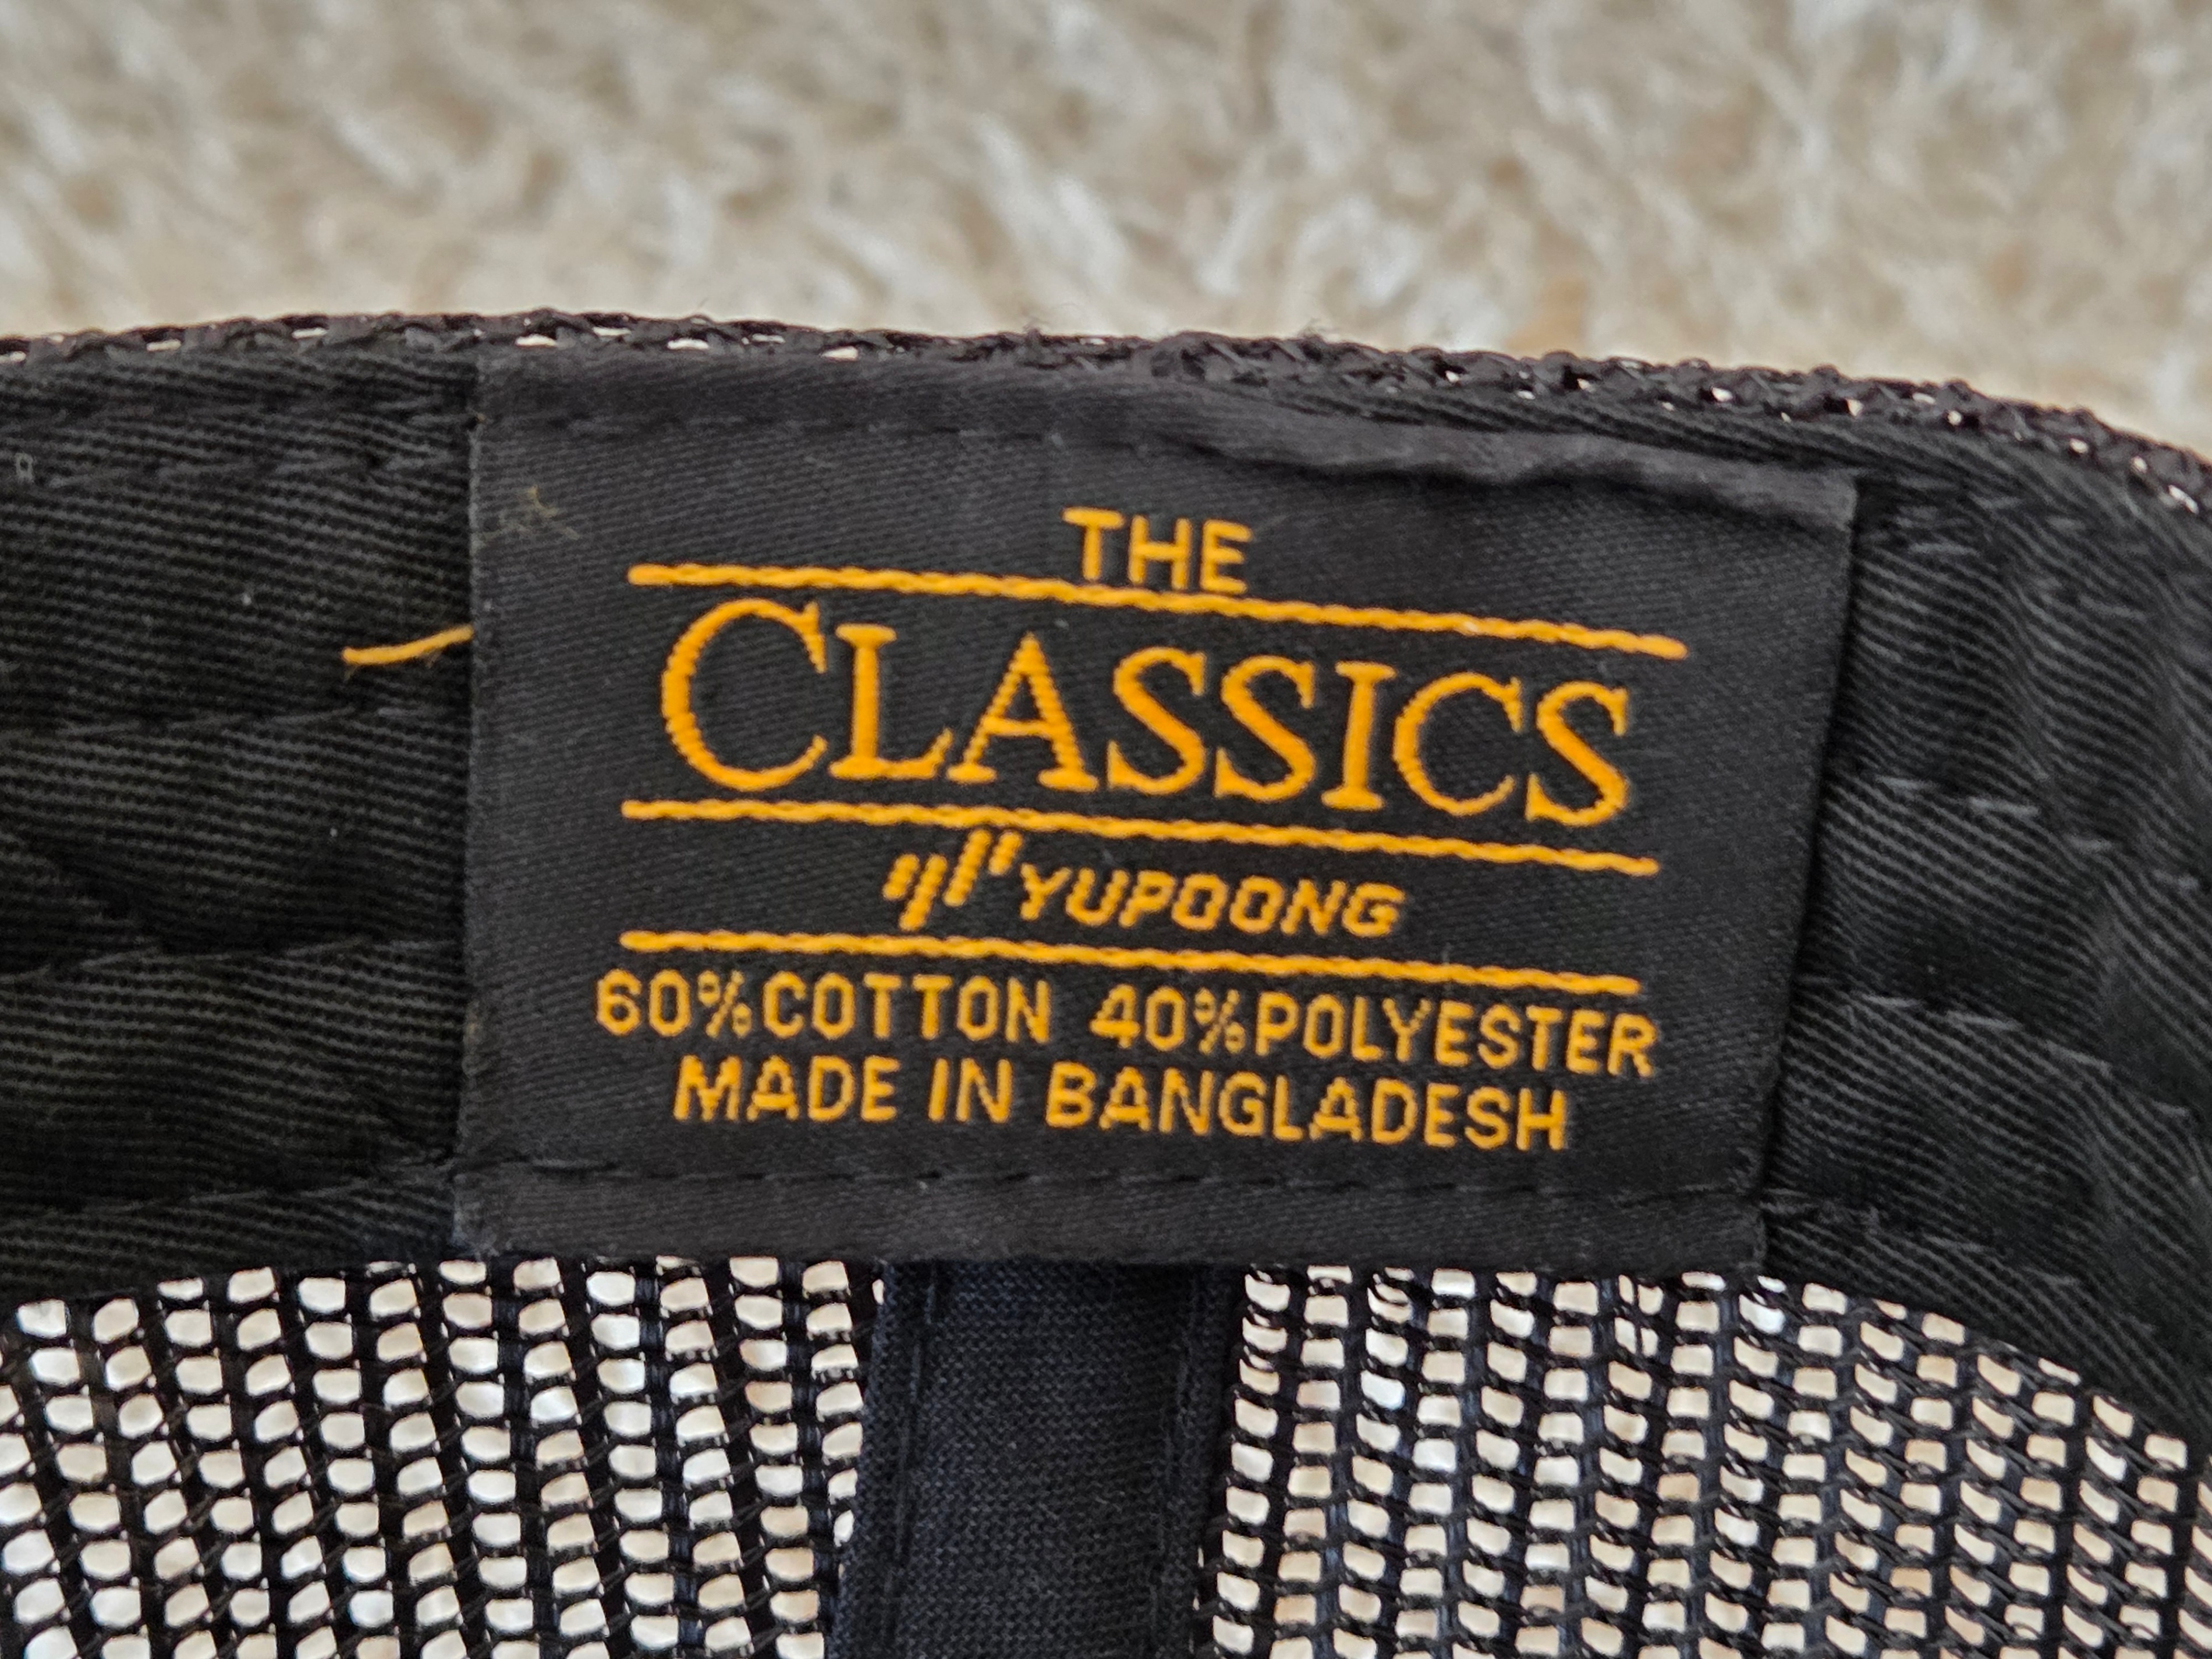 THE
CLASSICS
YUPOONG
60%COTTON 40%POLYESTER
MADE IN BANGLADESH